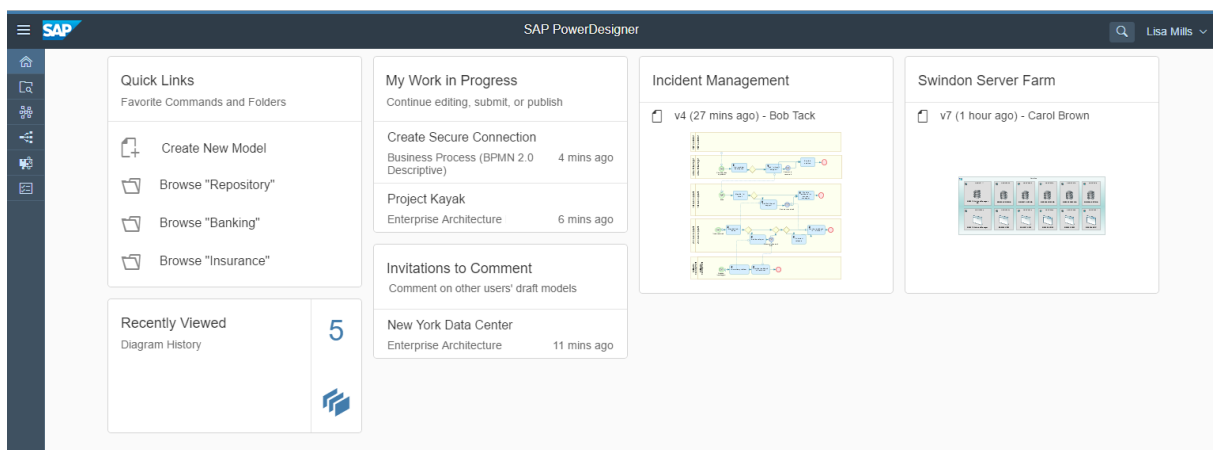 SAP
SAP PowerDesigner
Lisa Mills
Quick Links
Favorite Commands and Folders
Create New Model
Browse "Repository"
Browse "Banking"
Browse "Insurance"
Recently Viewed
Diagram History
5
My Work in Progress
Continue editing, submit, or publish
Create Secure Connection
Business Process (BPMN 2.0 Descriptive)
4 mins ago
Project Kayak
Enterprise Architecture
6 mins ago
Invitations to Comment
Comment on other users' draft models
New York Data Center
Enterprise Architecture
11 mins ago
Incident Management
v4 (27 mins ago) - Bob Tack
Swindon Server Farm
v7 (1 hour ago) - Carol Brown